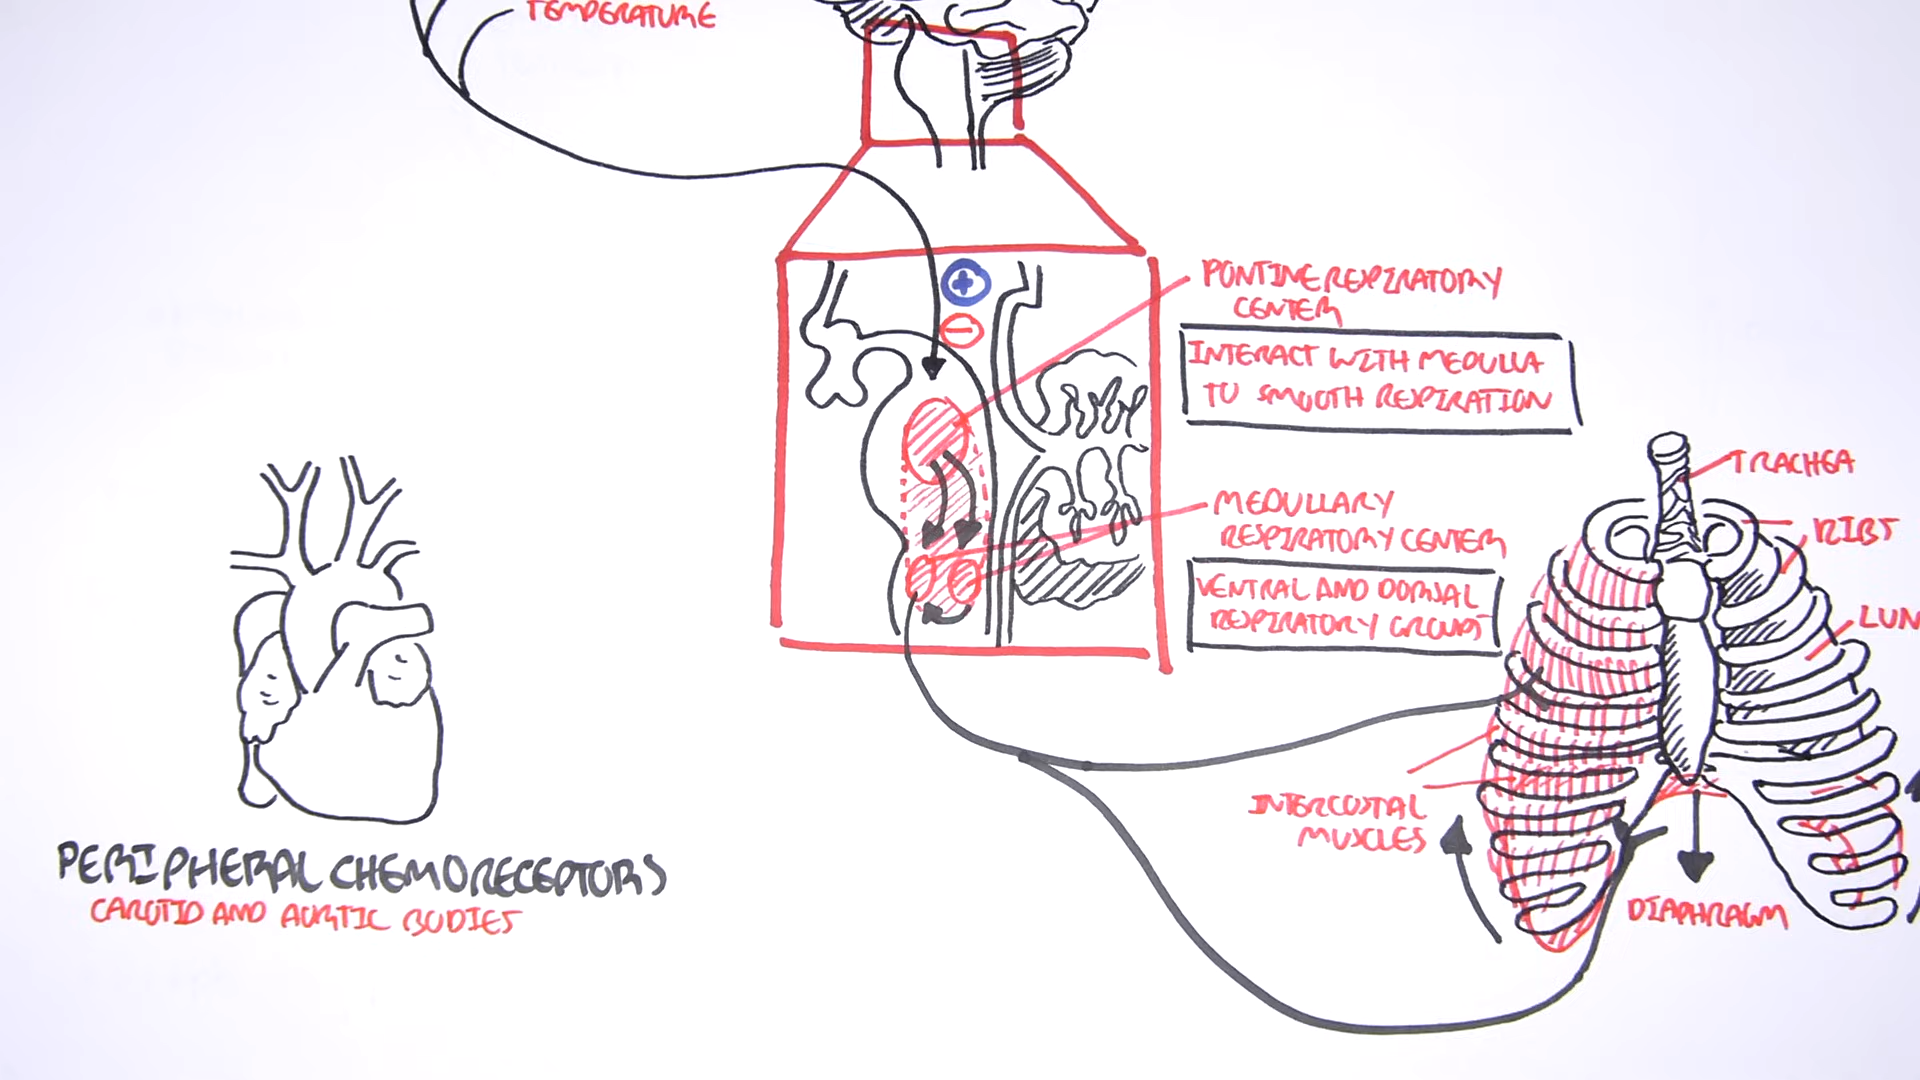 TEMPERATURE
PONTINE RESPIRATORY
CENTER
INTERACT WITH MEDULLA
TO SMOOTH RESPIRATION
MEDULLARY
RESPIRATORY CENTER
VENTRAL AND DORSAL
RESPIRATORY GROUPS
TRACHEA
RIBS
LUN
INTERCOSTAL
MUSCLES
DIAPHRAGM
PERIPHERAL CHEMORECEPTORS
CAROTID AND AORTIC BODIES